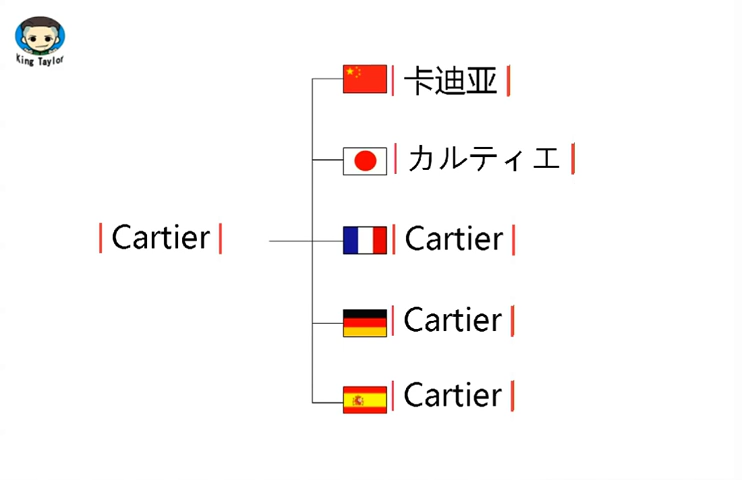 King Taylor
卡迪亚
カルティエ
Cartier
Cartier
Cartier
Cartier